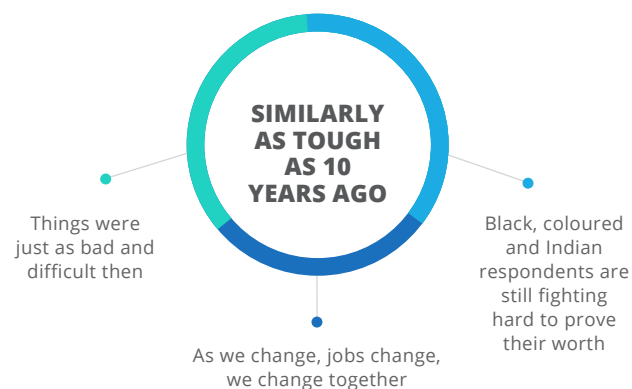 SIMILARLY
AS TOUGH
AS 10
YEARS AGO
Things were
just as bad and
difficult then
Black, coloured
and Indian
respondents are
still fighting
hard to prove
their worth
As we change, jobs change,
we change together